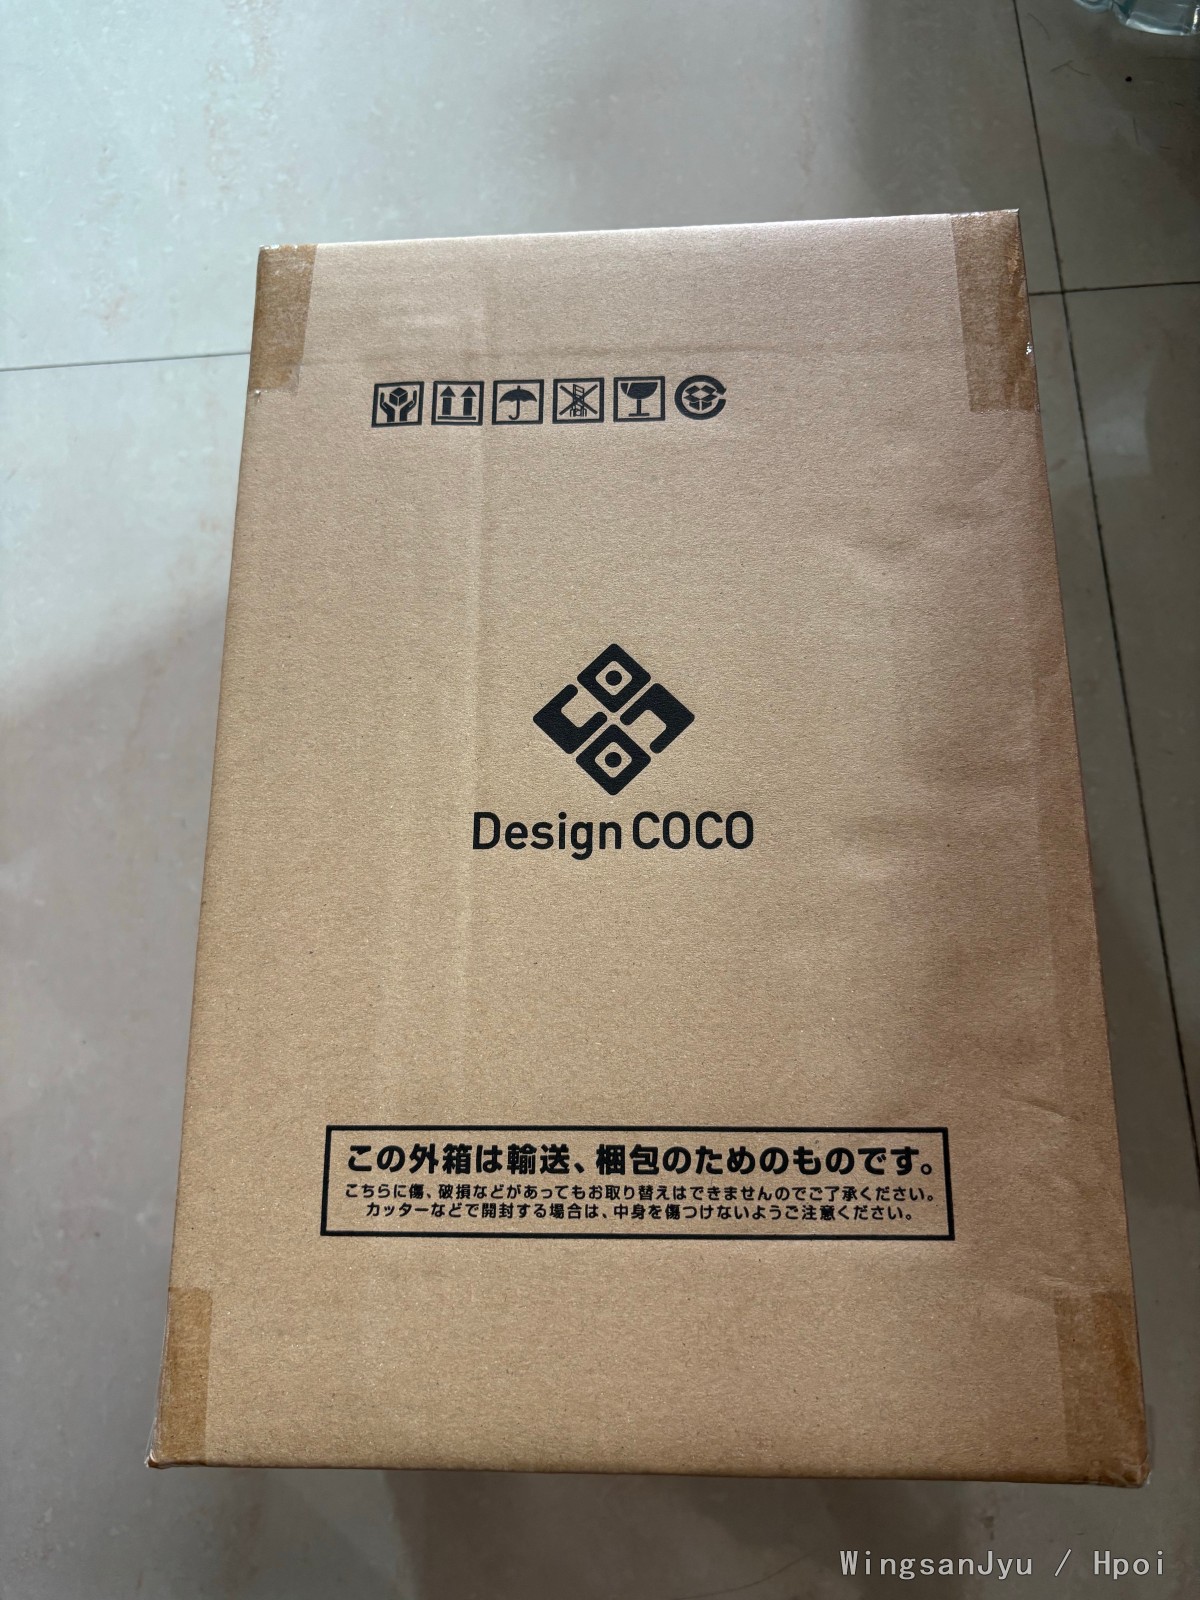 Design COCO
この外箱は輸送、梱包のためのものです。
こちらに傷、破損などがあってもお取り替えはできませんのでご了承ください。
カッターなどで開封する場合は、中身を傷つけないようご注意ください。
WingsanJyu / Hpoi